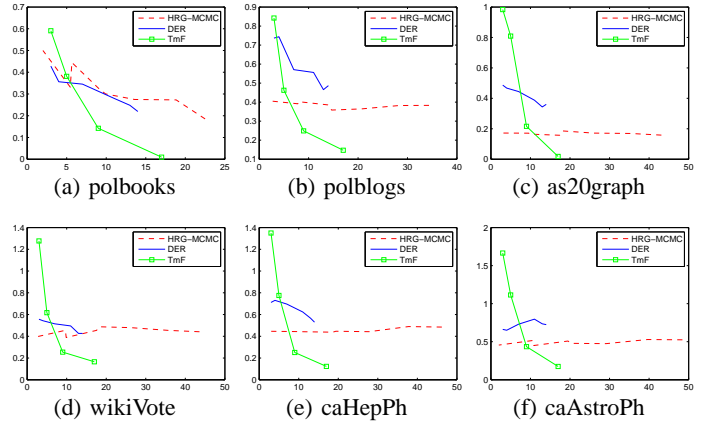 0.7 0.6 0.5 0.4 0.3 0.2 0.1 0
0 5 10 15 20 25
HRG−MCMC
DER
TmF
(a) polbooks
0.9 0.8 0.7 0.6 0.5 0.4 0.3 0.2 0.1
0 10 20 30 40
HRG−MCMC
DER
TmF
(b) polblogs
1 0.8 0.6 0.4 0.2 0
0 10 20 30 40 50
HRG−MCMC
DER
TmF
(c) as20graph
1.4 1.2 1 0.8 0.6 0.4 0.2 0
0 10 20 30 40 50
HRG−MCMC
DER
TmF
(d) wikiVote
1.4 1.2 1 0.8 0.6 0.4 0.2 0
0 10 20 30 40 50
HRG−MCMC
DER
TmF
(e) caHepPh
2 1.5 1 0.5 0
0 10 20 30 40 50
HRG−MCMC
DER
TmF
(f) caAstroPh